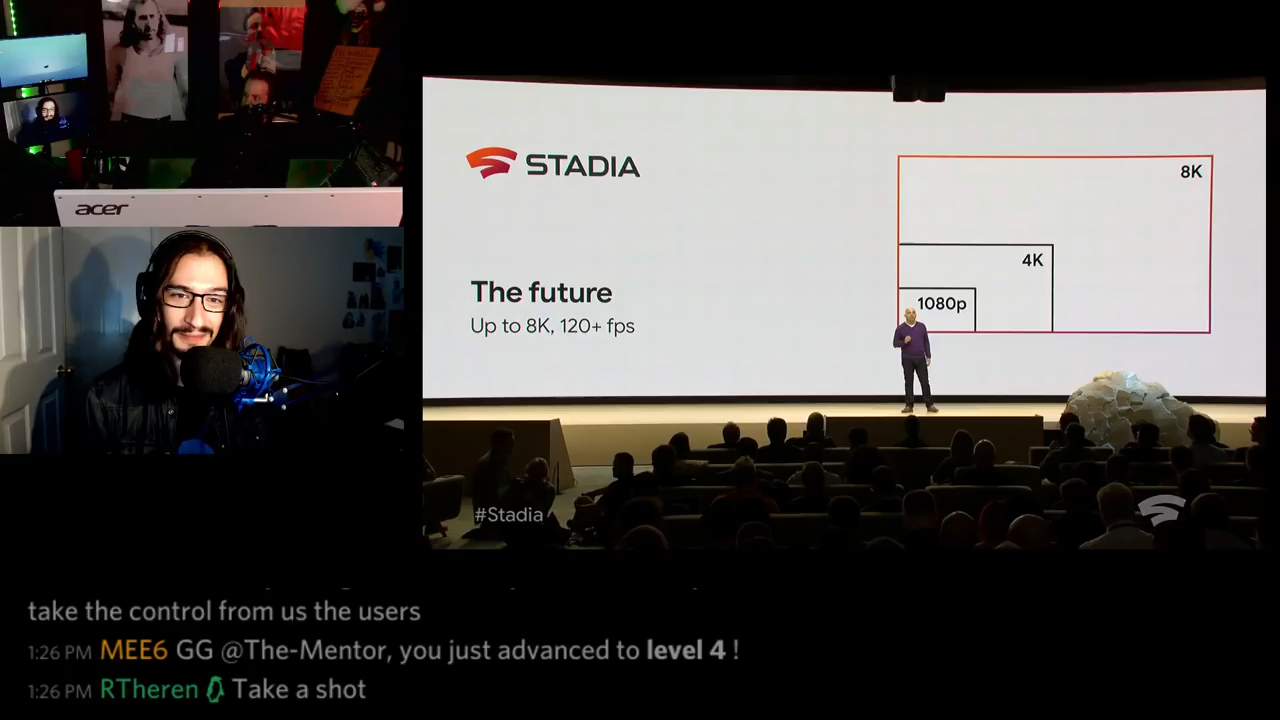 acer
STADIA
8K
4K
1080p
The future
Up to 8K, 120+ fps
#Stadia
take the control from us the users
1:26 PM MEE6 GG @The-Mentor, you just advanced to level 4 !
1:26 PM RTheren Take a shot